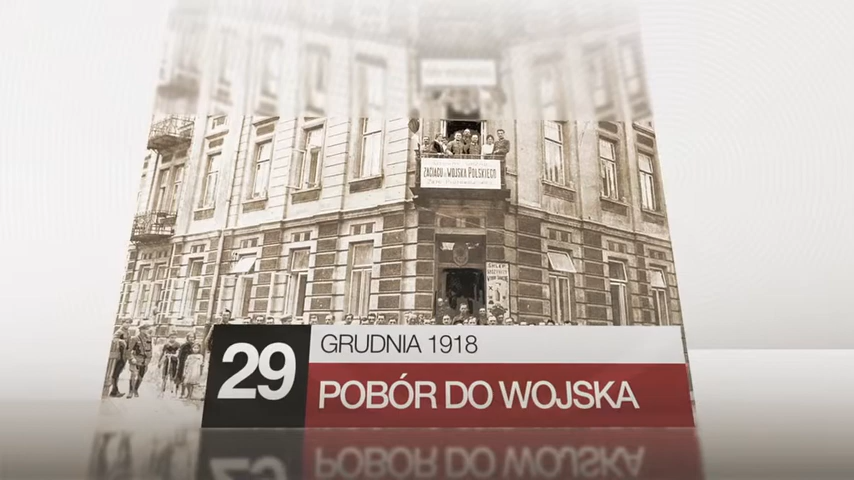 ZACIĄGU do WOJSKA POLSKIEGO
29
GRUDNIA 1918
POBÓR DO WOJSKA